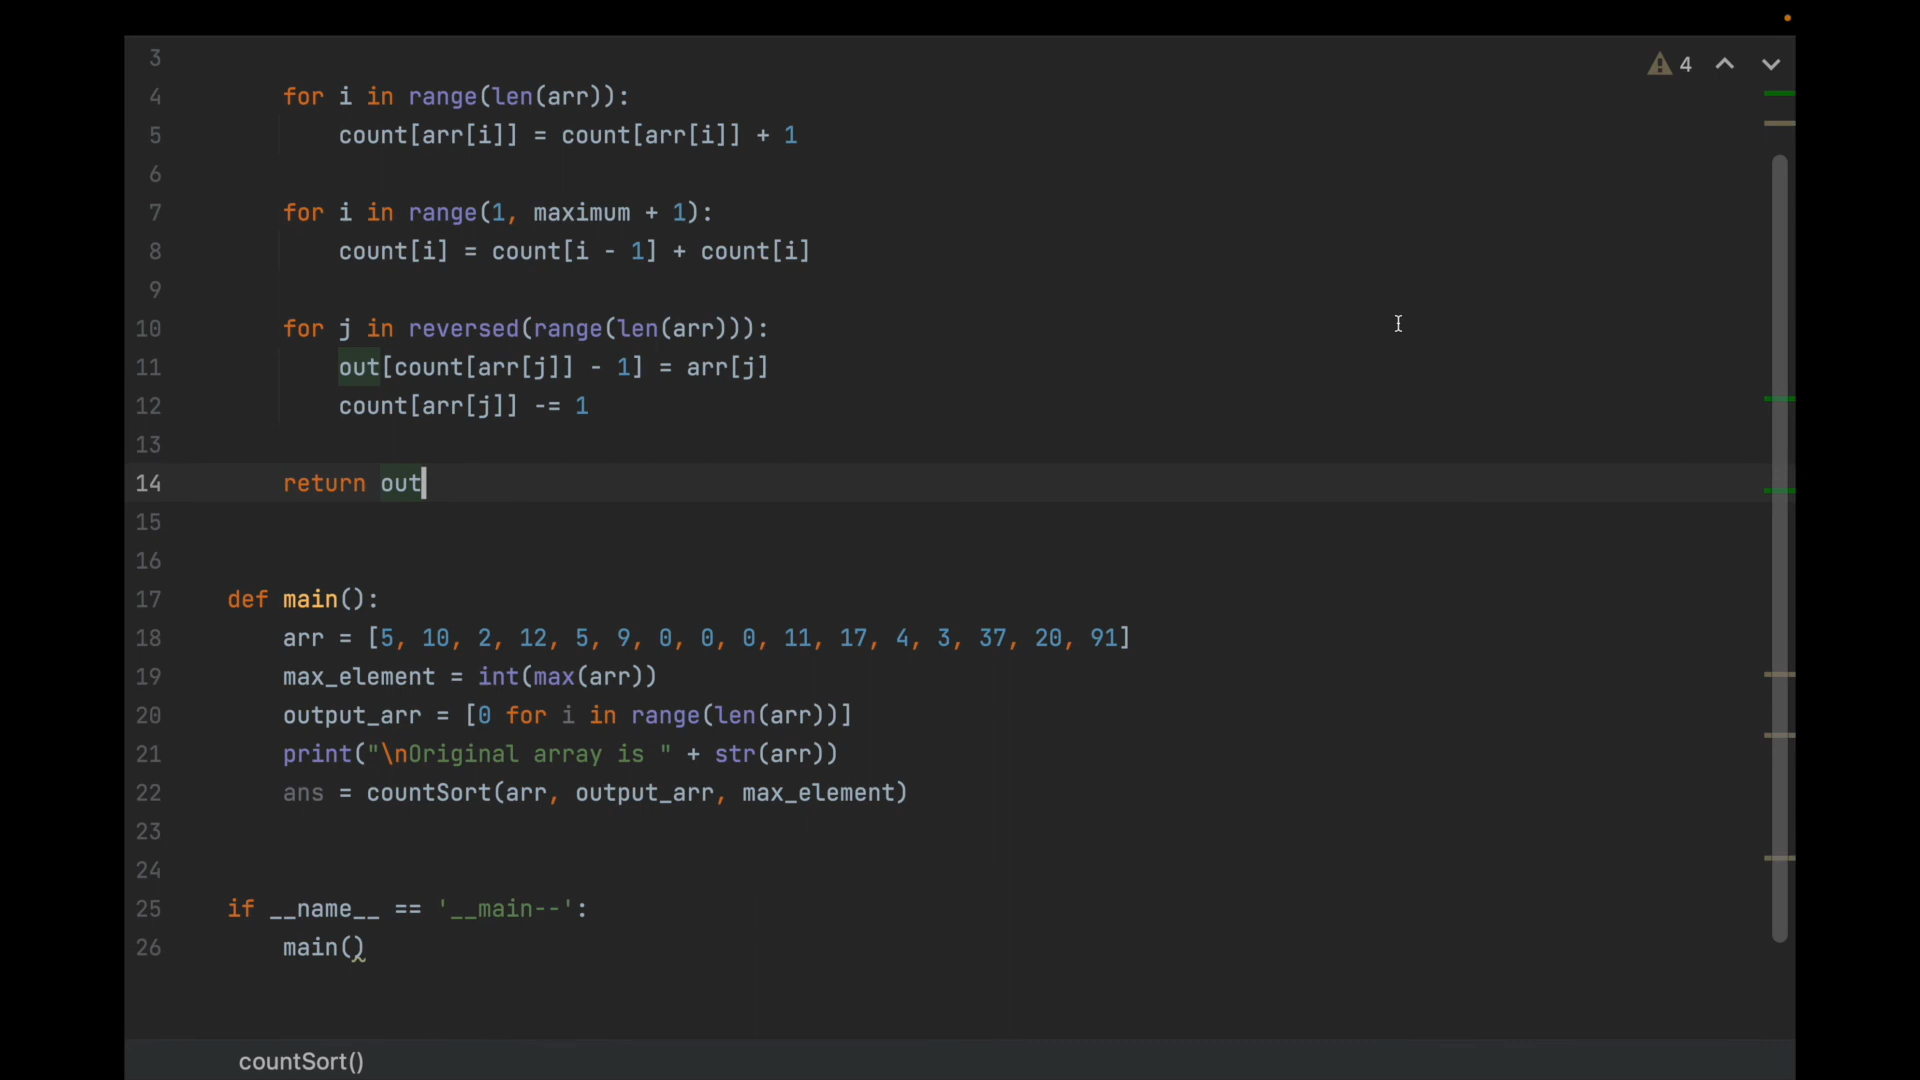 4
3
4 for i in range(len(arr)):
5 count[arr[i]] = count[arr[i]] + 1
6
7 for i in range(1, maximum + 1):
8 count[i] = count[i - 1] + count[i]
9
10 for j in reversed(range(len(arr))):
11 out[count[arr[j]] - 1] = arr[j]
12 count[arr[j]] -= 1
13
14 return out
15
16
17 def main():
18 arr = [5, 10, 2, 12, 5, 9, 0, 0, 0, 11, 17, 4, 3, 37, 20, 91]
19 max_element = int(max(arr))
20 output_arr = [0 for i in range(len(arr))]
21 print("\nOriginal array is " + str(arr))
22 ans = countSort(arr, output_arr, max_element)
23
24
25 if __name__ == '__main--':
26 main()
countSort()